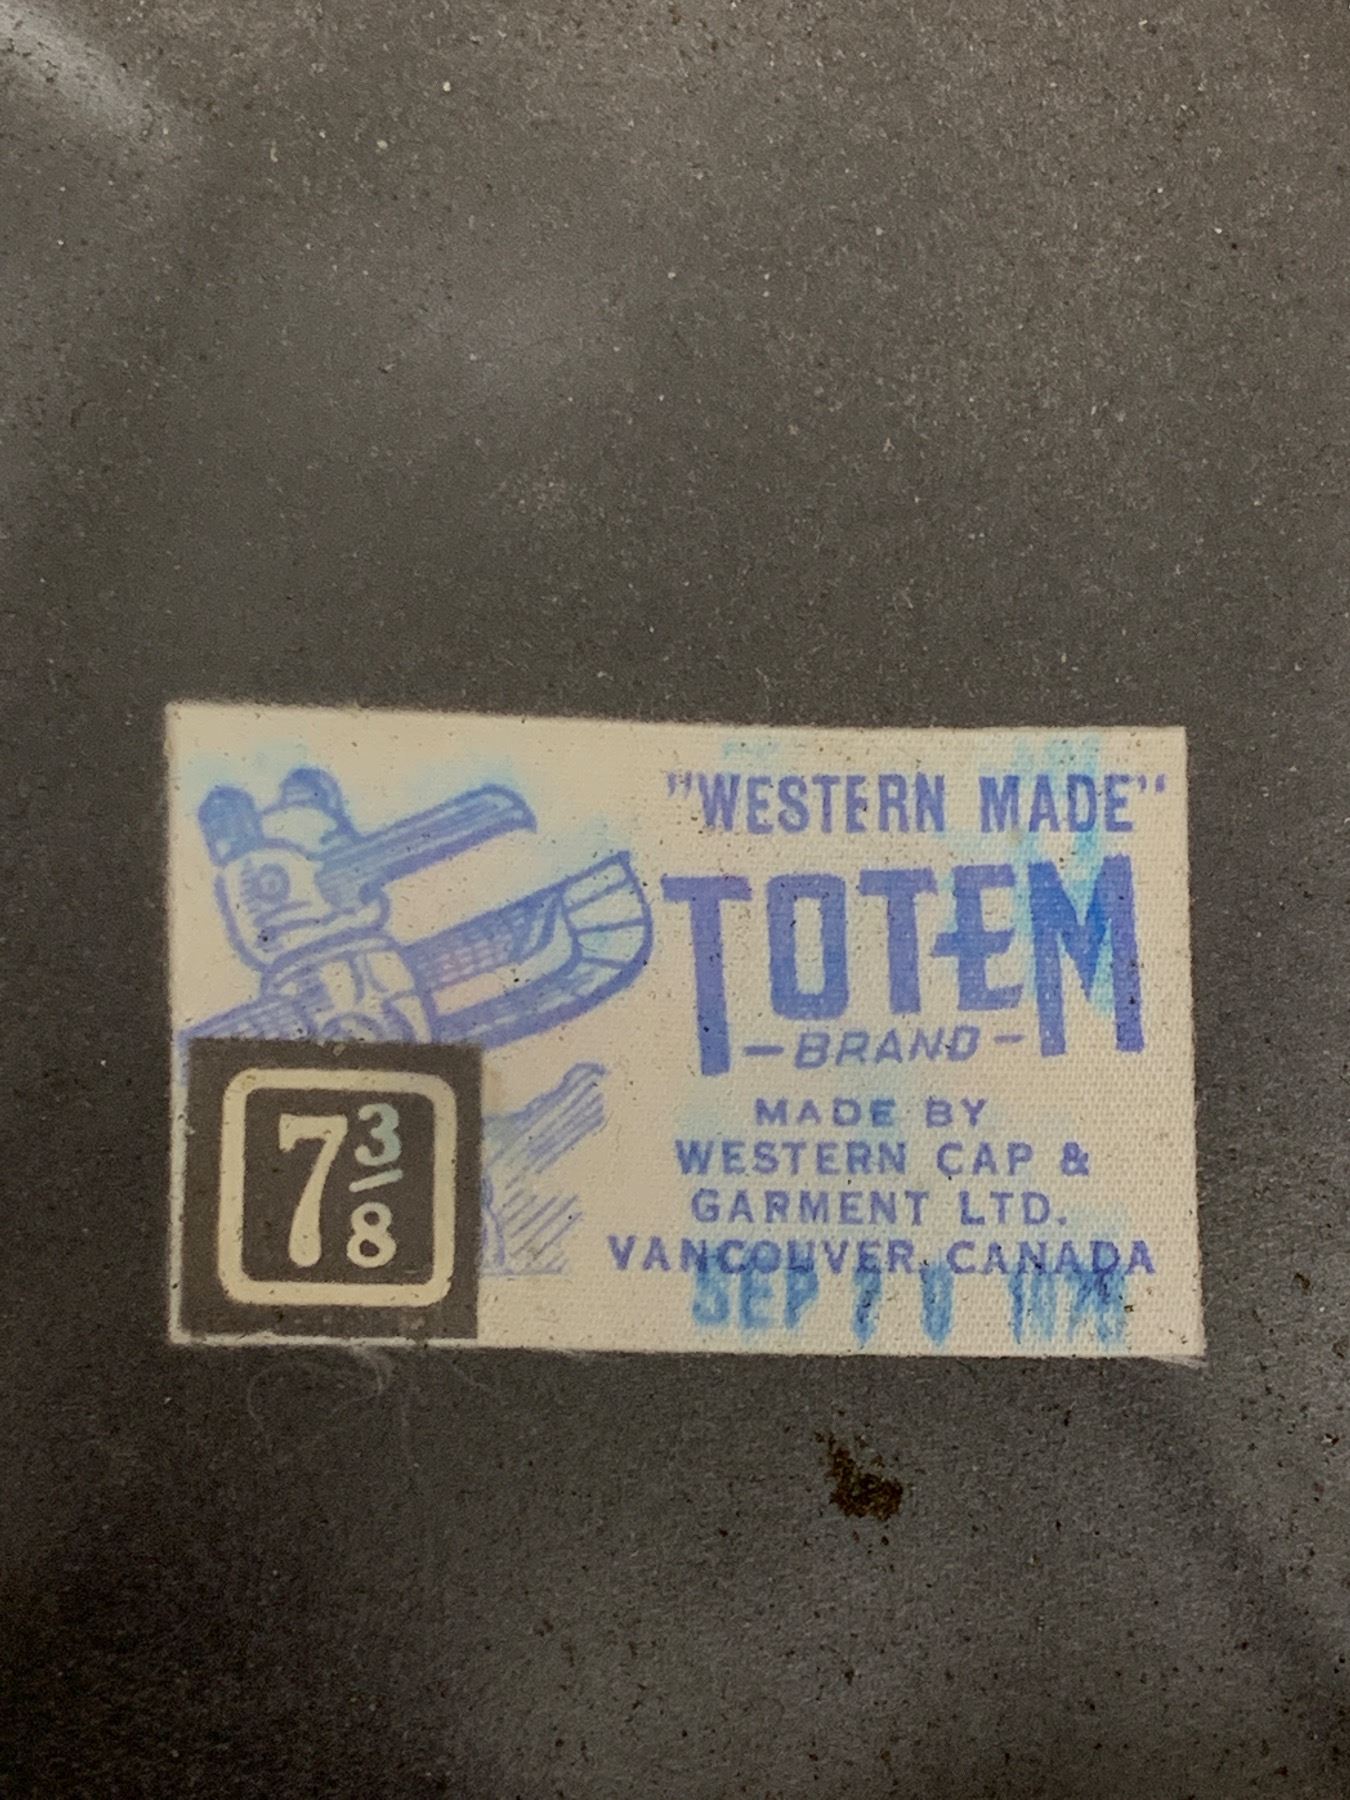 "WESTERN MADE"
TOTEM
-BRAND-
MADE BY
WESTERN CAP &
GARMENT LTD.
VANCOUVER, CANADA
SEP
7 3/8